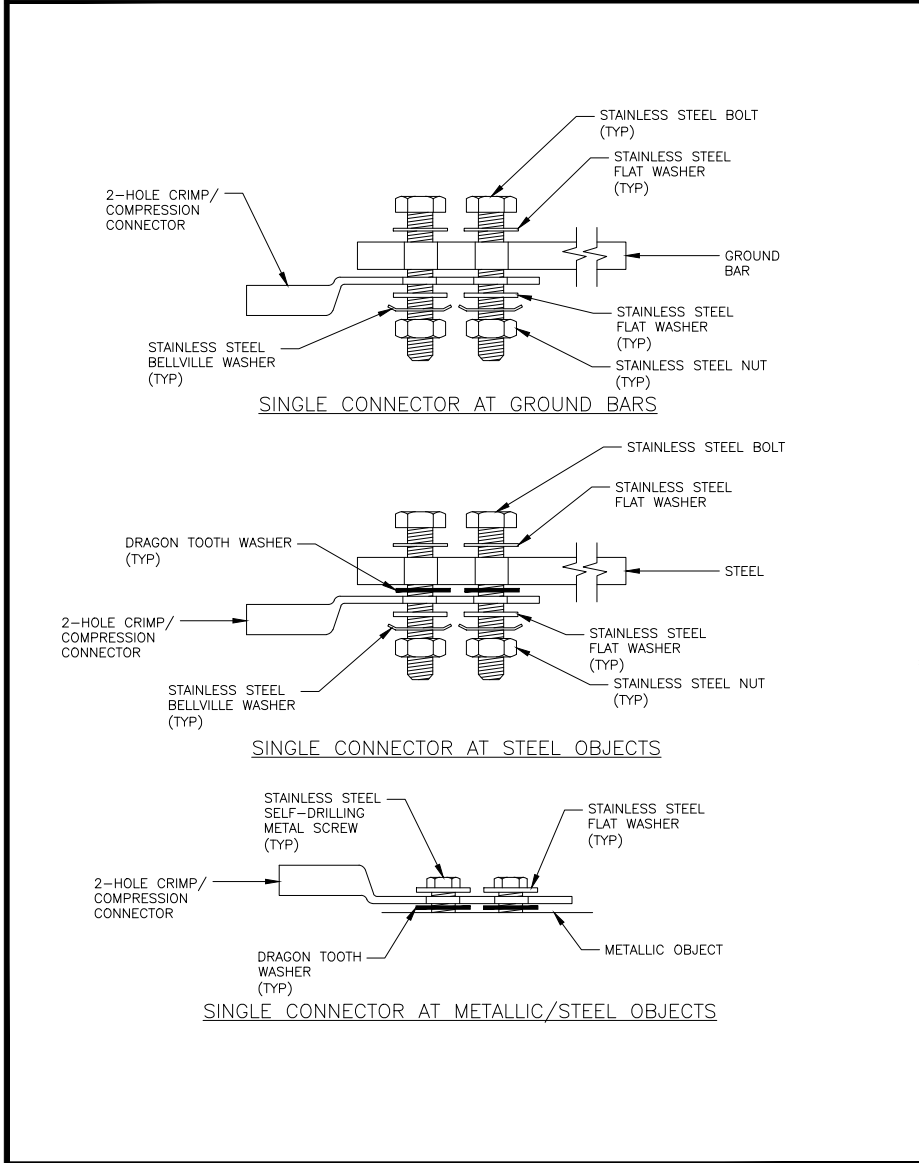 STAINLESS STEEL BOLT
(TYP)
STAINLESS STEEL
FLAT WASHER
(TYP)
2-HOLE CRIMP/
COMPRESSION
CONNECTOR
GROUND
BAR
STAINLESS STEEL
FLAT WASHER
(TYP)
STAINLESS STEEL
BELLVILLE WASHER
(TYP)
STAINLESS STEEL NUT
(TYP)
SINGLE CONNECTOR AT GROUND BARS
STAINLESS STEEL BOLT
STAINLESS STEEL
FLAT WASHER
DRAGON TOOTH WASHER
(TYP)
STEEL
2-HOLE CRIMP/
COMPRESSION
CONNECTOR
STAINLESS STEEL
FLAT WASHER
(TYP)
STAINLESS STEEL
BELLVILLE WASHER
(TYP)
STAINLESS STEEL NUT
(TYP)
SINGLE CONNECTOR AT STEEL OBJECTS
STAINLESS STEEL
SELF-DRILLING
METAL SCREW
(TYP)
STAINLESS STEEL
FLAT WASHER
(TYP)
2-HOLE CRIMP/
COMPRESSION
CONNECTOR
DRAGON TOOTH
WASHER
(TYP)
METALLIC OBJECT
SINGLE CONNECTOR AT METALLIC/STEEL OBJECTS